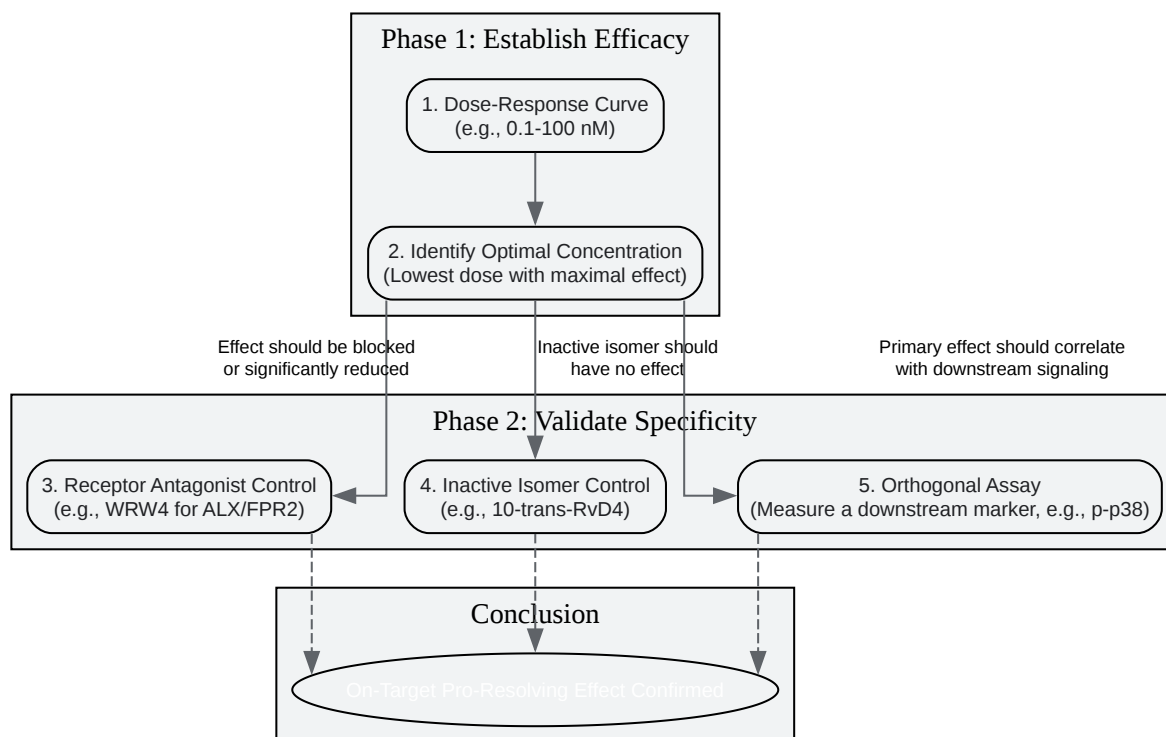 Phase 1: Establish Efficacy
1. Dose-Response Curve
(e.g., 0.1-100 nM)
2. Identify Optimal Concentration
(Lowest dose with maximal effect)
Effect should be blocked
or significantly reduced
Inactive isomer should
have no effect
Primary effect should correlate
with downstream signaling
Phase 2: Validate Specificity
3. Receptor Antagonist Control
(e.g., WRW4 for ALX/FPR2)
4. Inactive Isomer Control
(e.g., 10-trans-RvD4)
5. Orthogonal Assay
(Measure a downstream marker, e.g., p-p38)
Conclusion
On-Target Pro-Resolving Effect Confirmed